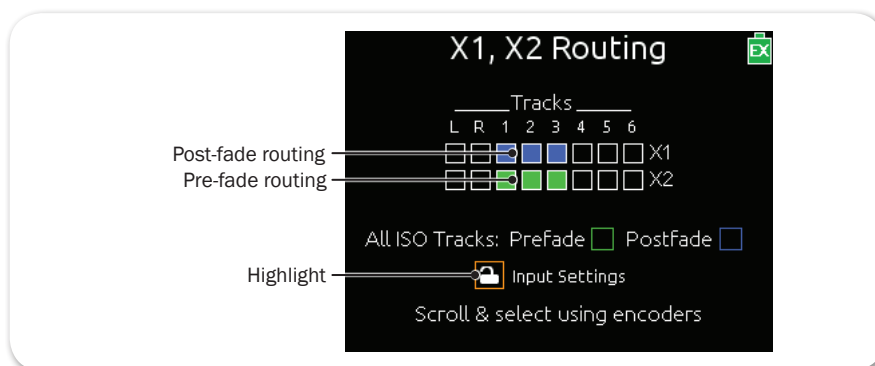 X1, X2 Routing
EX
Tracks
L R 1 2 3 4 5 6
Post-fade routing
X1
Pre-fade routing
X2
All ISO Tracks: Prefade Postfade
Highlight
Input Settings
Scroll & select using encoders